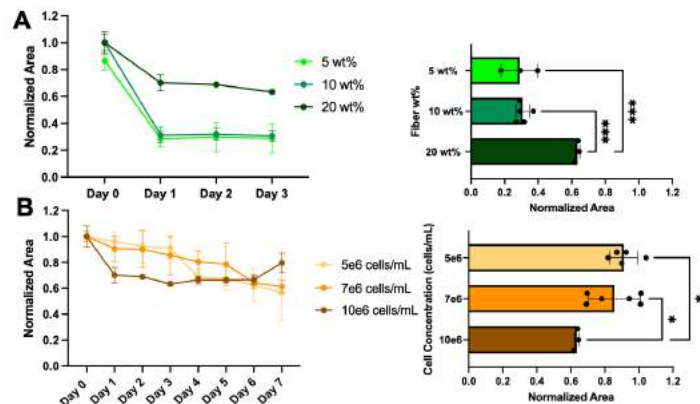 A
Normalized Area
1.2
1.0
0.8
0.6
0.4
0.2
0.0
Day 0
Day 1
Day 2
Day 3
5 wt%
10 wt%
20 wt%
Fiber wt%
5 wt%
10 wt%
20 wt%
***
***
0.0
0.2
0.4
0.6
0.8
1.0
Normalized Area
B
Normalized Area
1.2
1.0
0.8
0.6
0.4
0.2
0.0
Day 0
Day 1
Day 2
Day 3
Day 4
Day 5
Day 6
Day 7
5e6 cells/mL
7e6 cells/mL
10e6 cells/mL
Cell Concentration (cells/mL)
5e6
7e6
10e6
*
*
0.0
0.2
0.4
0.6
0.8
1.0
1.2
Normalized Area